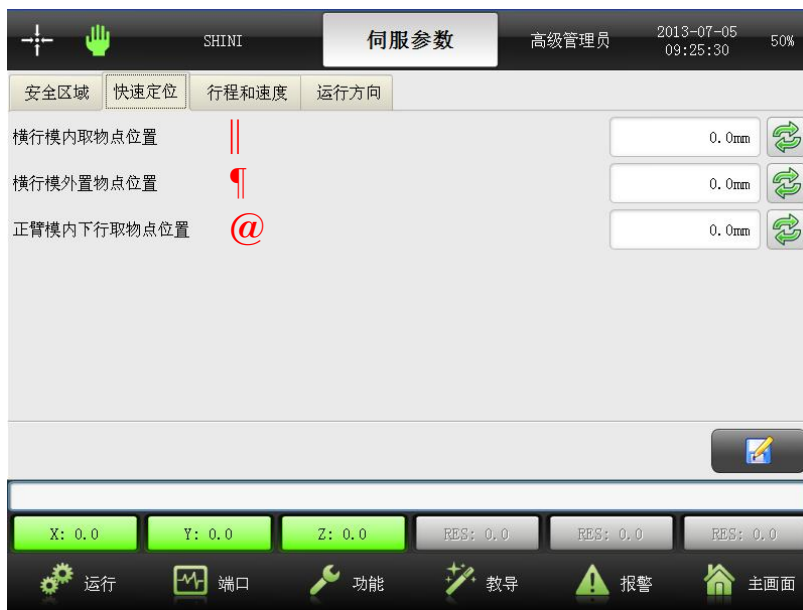 SHINI 伺服参数 高级管理员 2013-07-05 09:25:30 50%
安全区域 快速定位 行程和速度 运行方向
横行模内取物点位置 ‖ 0.0mm
横行模外置物点位置 ¶ 0.0mm
正臂模内下行取物点位置 @ 0.0mm
X: 0.0 Y: 0.0 Z: 0.0 RES: 0.0 RES: 0.0 RES: 0.0
运行 端口 功能 教导 报警 主画面